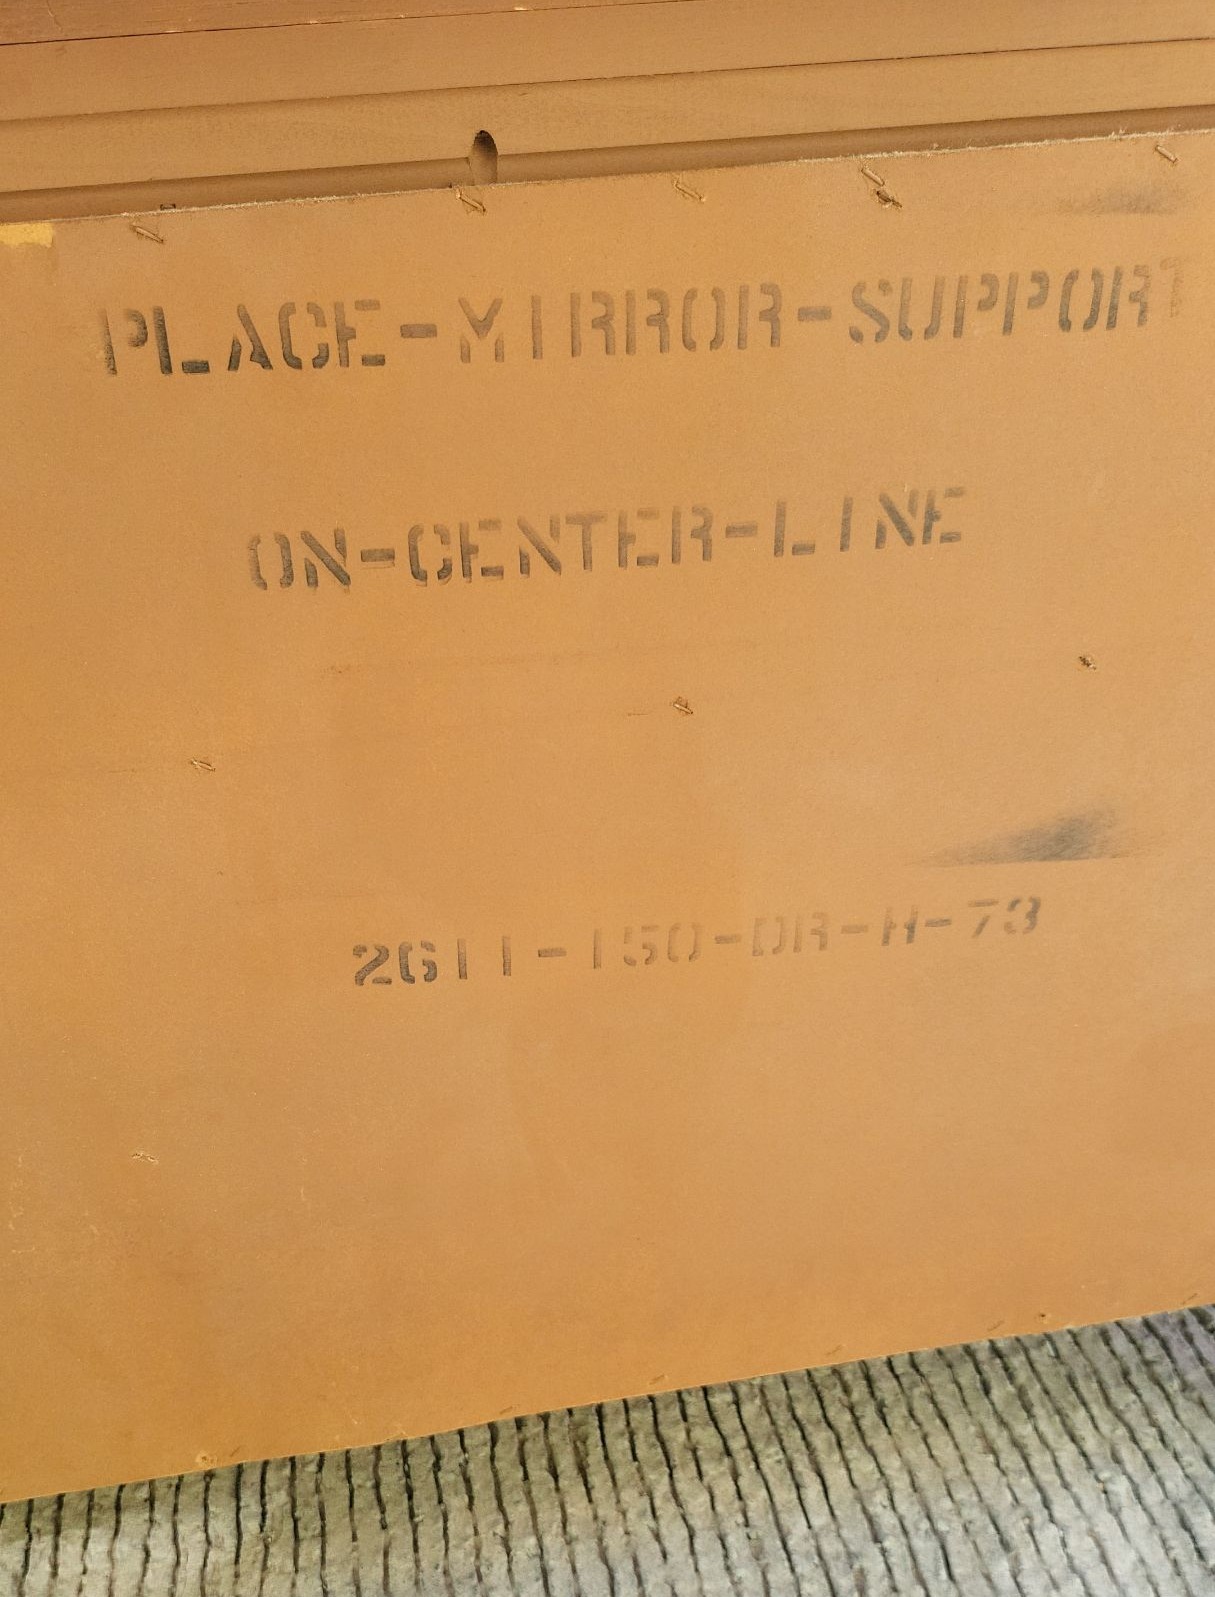 PLACE-MIRROR-SUPPORT
ON-CENTER-LINE
2611-150-DR-H-73